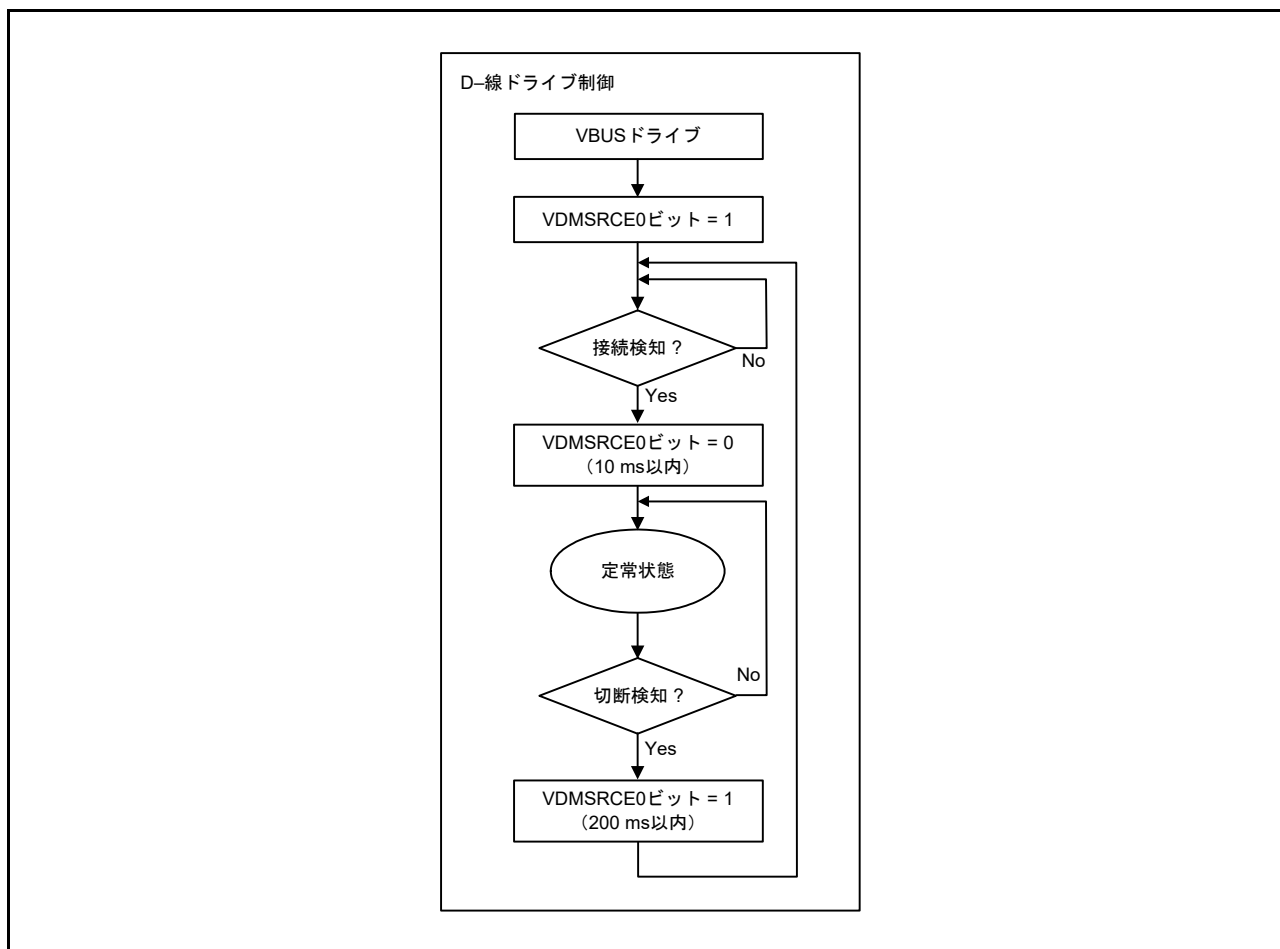 D–線ドライブ制御
VBUSドライブ
VDMSRCE0ビット = 1
接続検知？
No
Yes
VDMSRCE0ビット = 0
（10 ms以内）
定常状態
切断検知？
No
Yes
VDMSRCE0ビット = 1
（200 ms以内）